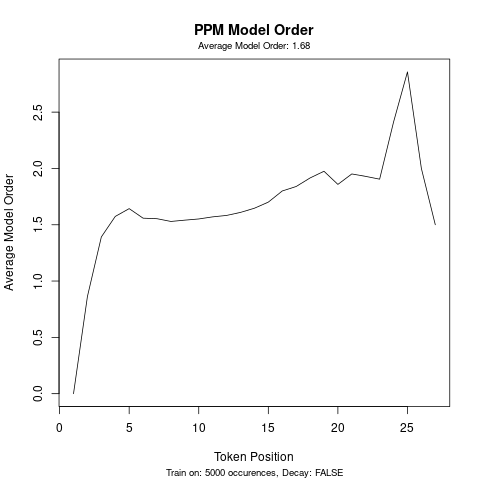 PPM Model Order
Average Model Order: 1.68
Average Model Order
2.5
2.0
1.5
1.0
0.5
0.0
0 5 10 15 20 25
Token Position
Train on: 5000 occurences, Decay: FALSE